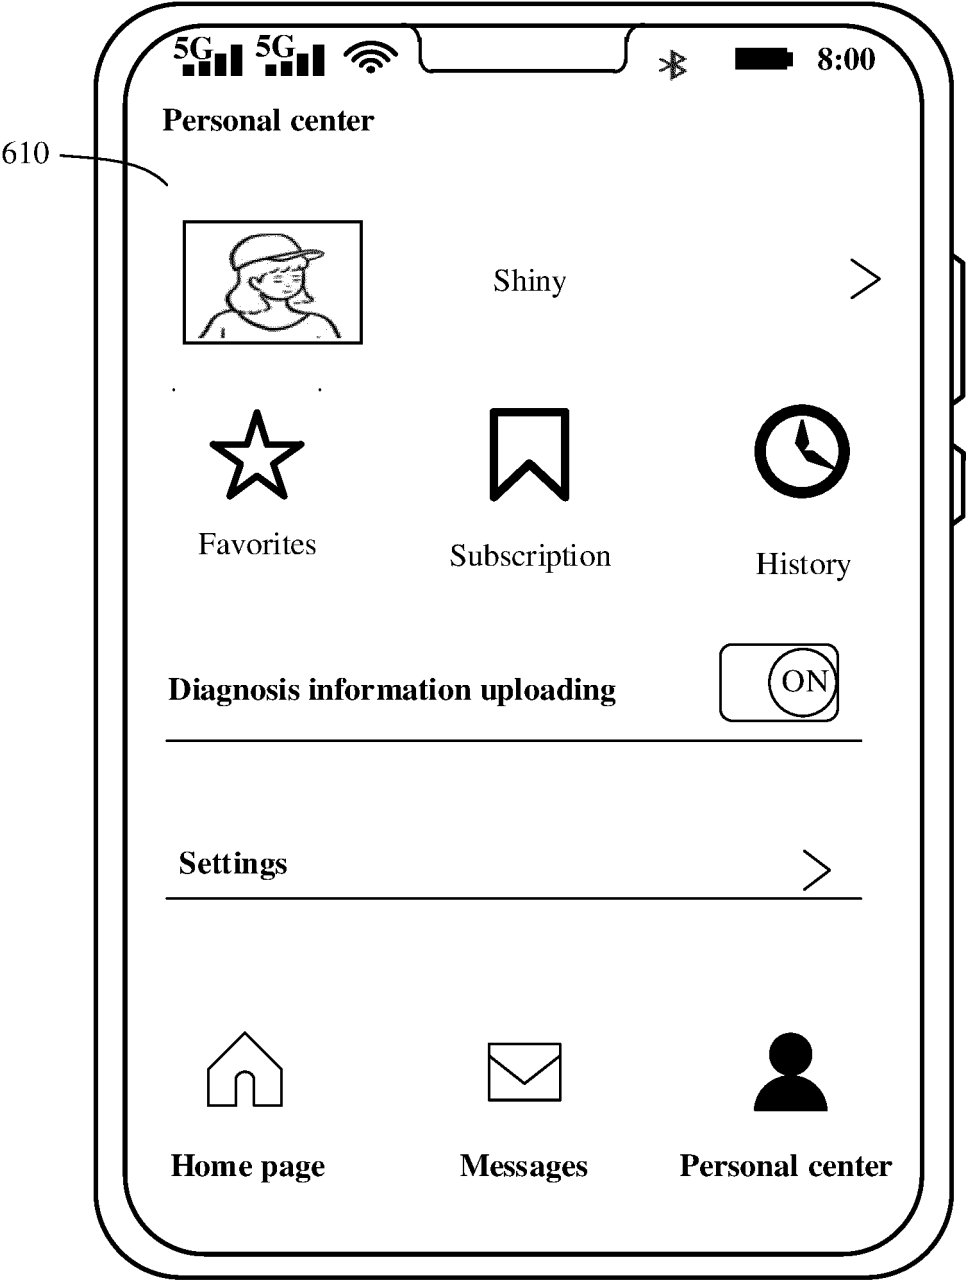 5G 5G 8:00
Personal center
610
Shiny
Favorites
Subscription
History
Diagnosis information uploading
ON
Settings
Home page
Messages
Personal center